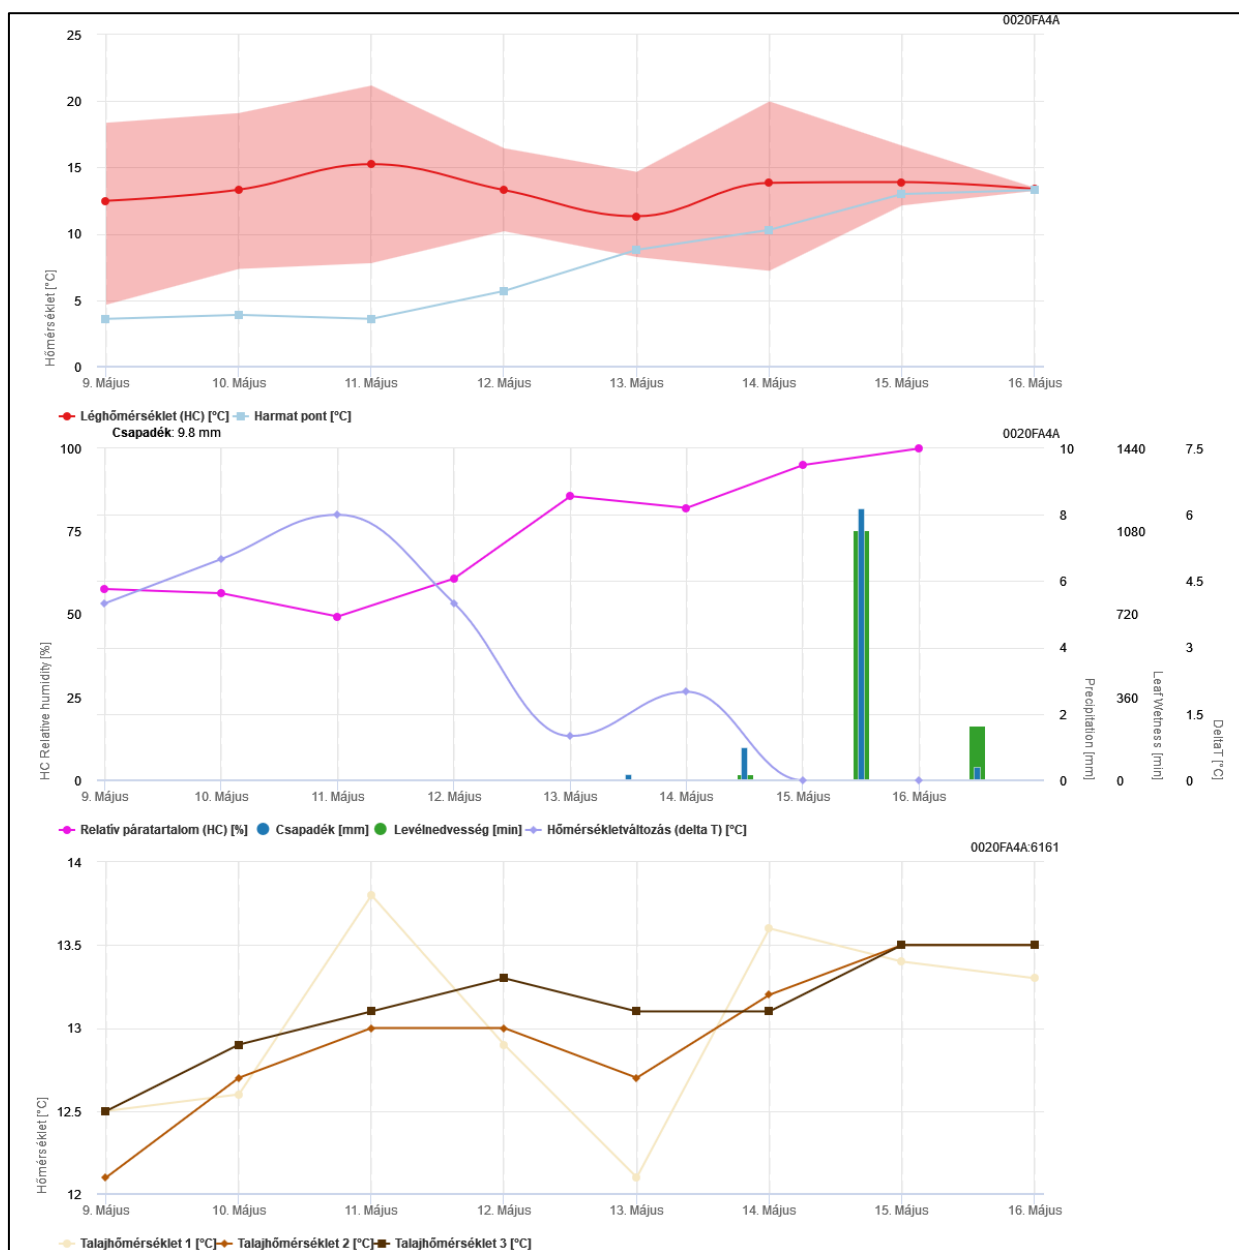 0020FA4A
25
20
15
10
5
0
Hőmérséklet [°C]
9. Május 10. Május 11. Május 12. Május 13. Május 14. Május 15. Május 16. Május
Léghőmérséklet (HC) [°C] Harmat pont [°C]
Csapadék: 9.8 mm 0020FA4A
100 10 1440 7.5
8 6
75 1080
6 4.5
50 720
4 3
25 360
2 1.5
0 0 0 0
HC Relative humidity [%]
Precipitation [mm]
Leaf Wetness [min]
DeltaT [°C]
9. Május 10. Május 11. Május 12. Május 13. Május 14. Május 15. Május 16. Május
Relatív páratartalom (HC) [%] Csapadék [mm] Levélnedvesség [min] Hőmérsékletváltozás (delta T) [°C]
0020FA4A:6161
14
13.5
13
12.5
12
Hőmérséklet [°C]
9. Május 10. Május 11. Május 12. Május 13. Május 14. Május 15. Május 16. Május
Talajhőmérséklet 1 [°C] Talajhőmérséklet 2 [°C] Talajhőmérséklet 3 [°C]